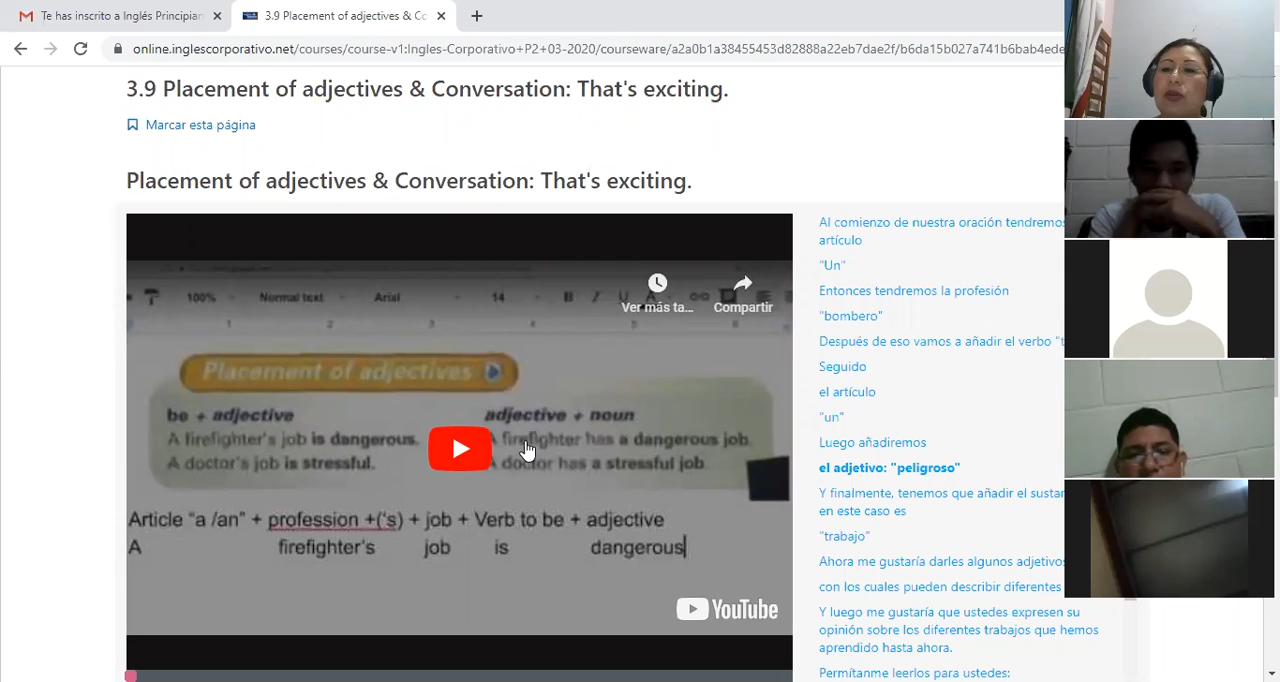 Te has inscrito a Inglés Principian
3.9 Placement of adjectives & Co
online.inglescorporativo.net/courses/course-v1:Ingles-Corporativo+P2+03-2020/courseware/a2a0b1a38455453d82888a22eb7dae2f/b6da15b027a741b6bab4ede
3.9 Placement of adjectives & Conversation: That's exciting.
Marcar esta página
Placement of adjectives & Conversation: That's exciting.
Ver más ta... Compartir
100% Normal text Arial 14 B I U A
1 2 3 4 5 6
Placement of adjectives
be + adjective adjective + noun
A firefighter's job is dangerous. A firefighter has a dangerous job.
A doctor's job is stressful. A doctor has a stressful job.
Article "a /an" + profession +('s) + job + Verb to be + adjective
A firefighter's job is dangerous
YouTube
Al comienzo de nuestra oración tendremos
artículo
"Un"
Entonces tendremos la profesión
"bombero"
Después de eso vamos a añadir el verbo "t
Seguido
el artículo
"un"
Luego añadiremos
el adjetivo: "peligroso"
Y finalmente, tenemos que añadir el sustan
en este caso es
"trabajo"
Ahora me gustaría darles algunos adjetivos
con los cuales pueden describir diferentes
Y luego me gustaría que ustedes expresen su
opinión sobre los diferentes trabajos que hemos
aprendido hasta ahora.
Permítanme leerlos para ustedes: